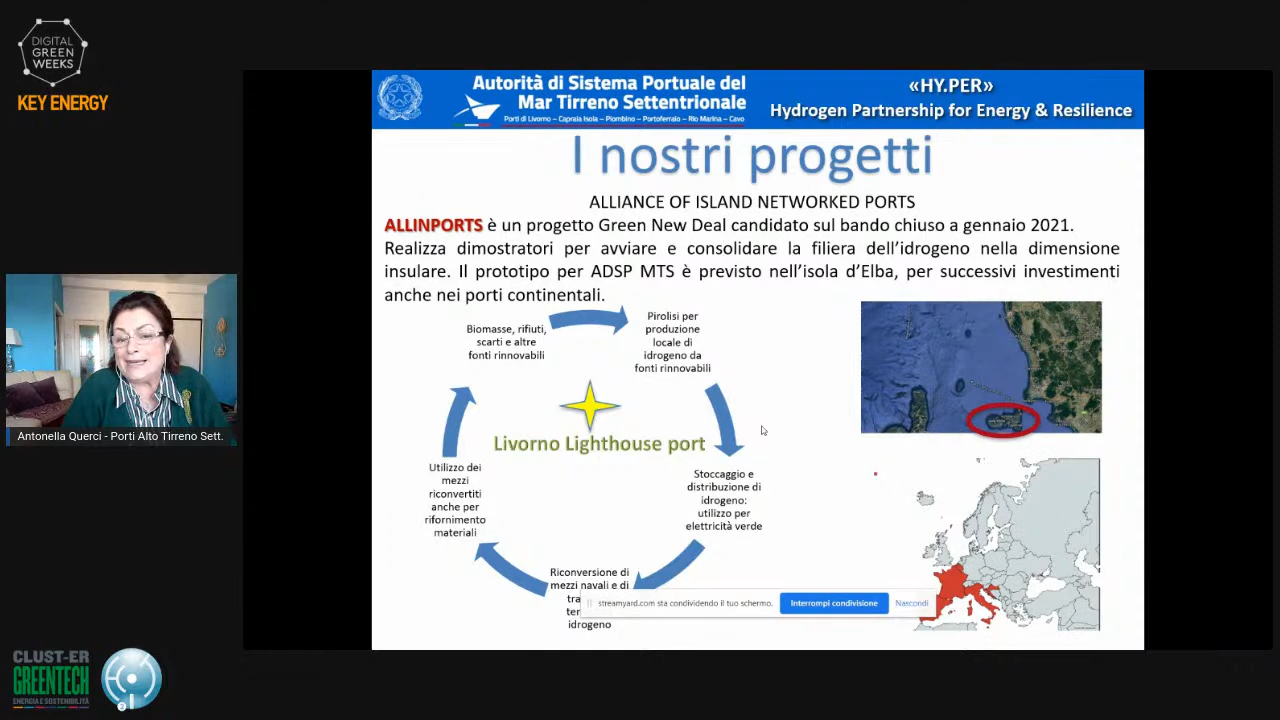 DIGITAL
GREEN
WEEKS
KEY ENERGY
Autorità di Sistema Portuale del
Mar Tirreno Settentrionale
Porti di Livorno – Capraia Isola – Piombino – Portoferraio – Rio Marina – Cavo
«HY.PER»
Hydrogen Partnership for Energy & Resilience
I nostri progetti
ALLIANCE OF ISLAND NETWORKED PORTS
ALLINPORTS è un progetto Green New Deal candidato sul bando chiuso a gennaio 2021.
Realizza dimostratori per avviare e consolidare la filiera dell'idrogeno nella dimensione
insulare. Il prototipo per ADSP MTS è previsto nell'isola d'Elba, per successivi investimenti
anche nei porti continentali.
Biomasse, rifiuti,
scarti e altre
fonti rinnovabili
Pirolisi per
produzione
locale di
idrogeno da
fonti rinnovabili
Livorno Lighthouse port
Utilizzo dei
mezzi
riconvertiti
anche per
rifornimento
materiali
Stoccaggio e
distribuzione di
idrogeno:
utilizzo per
elettricità verde
Riconversione di
mezzi navali e di
tra
ter
idrogeno
streamyard.com sta condividendo il tuo schermo.
Interrompi condivisione
Nascondi
Antonella Querci - Porti Alto Tirreno Sett.
CLUST-ER
GREENTECH
ENERGIA E SOSTENIBILITÀ